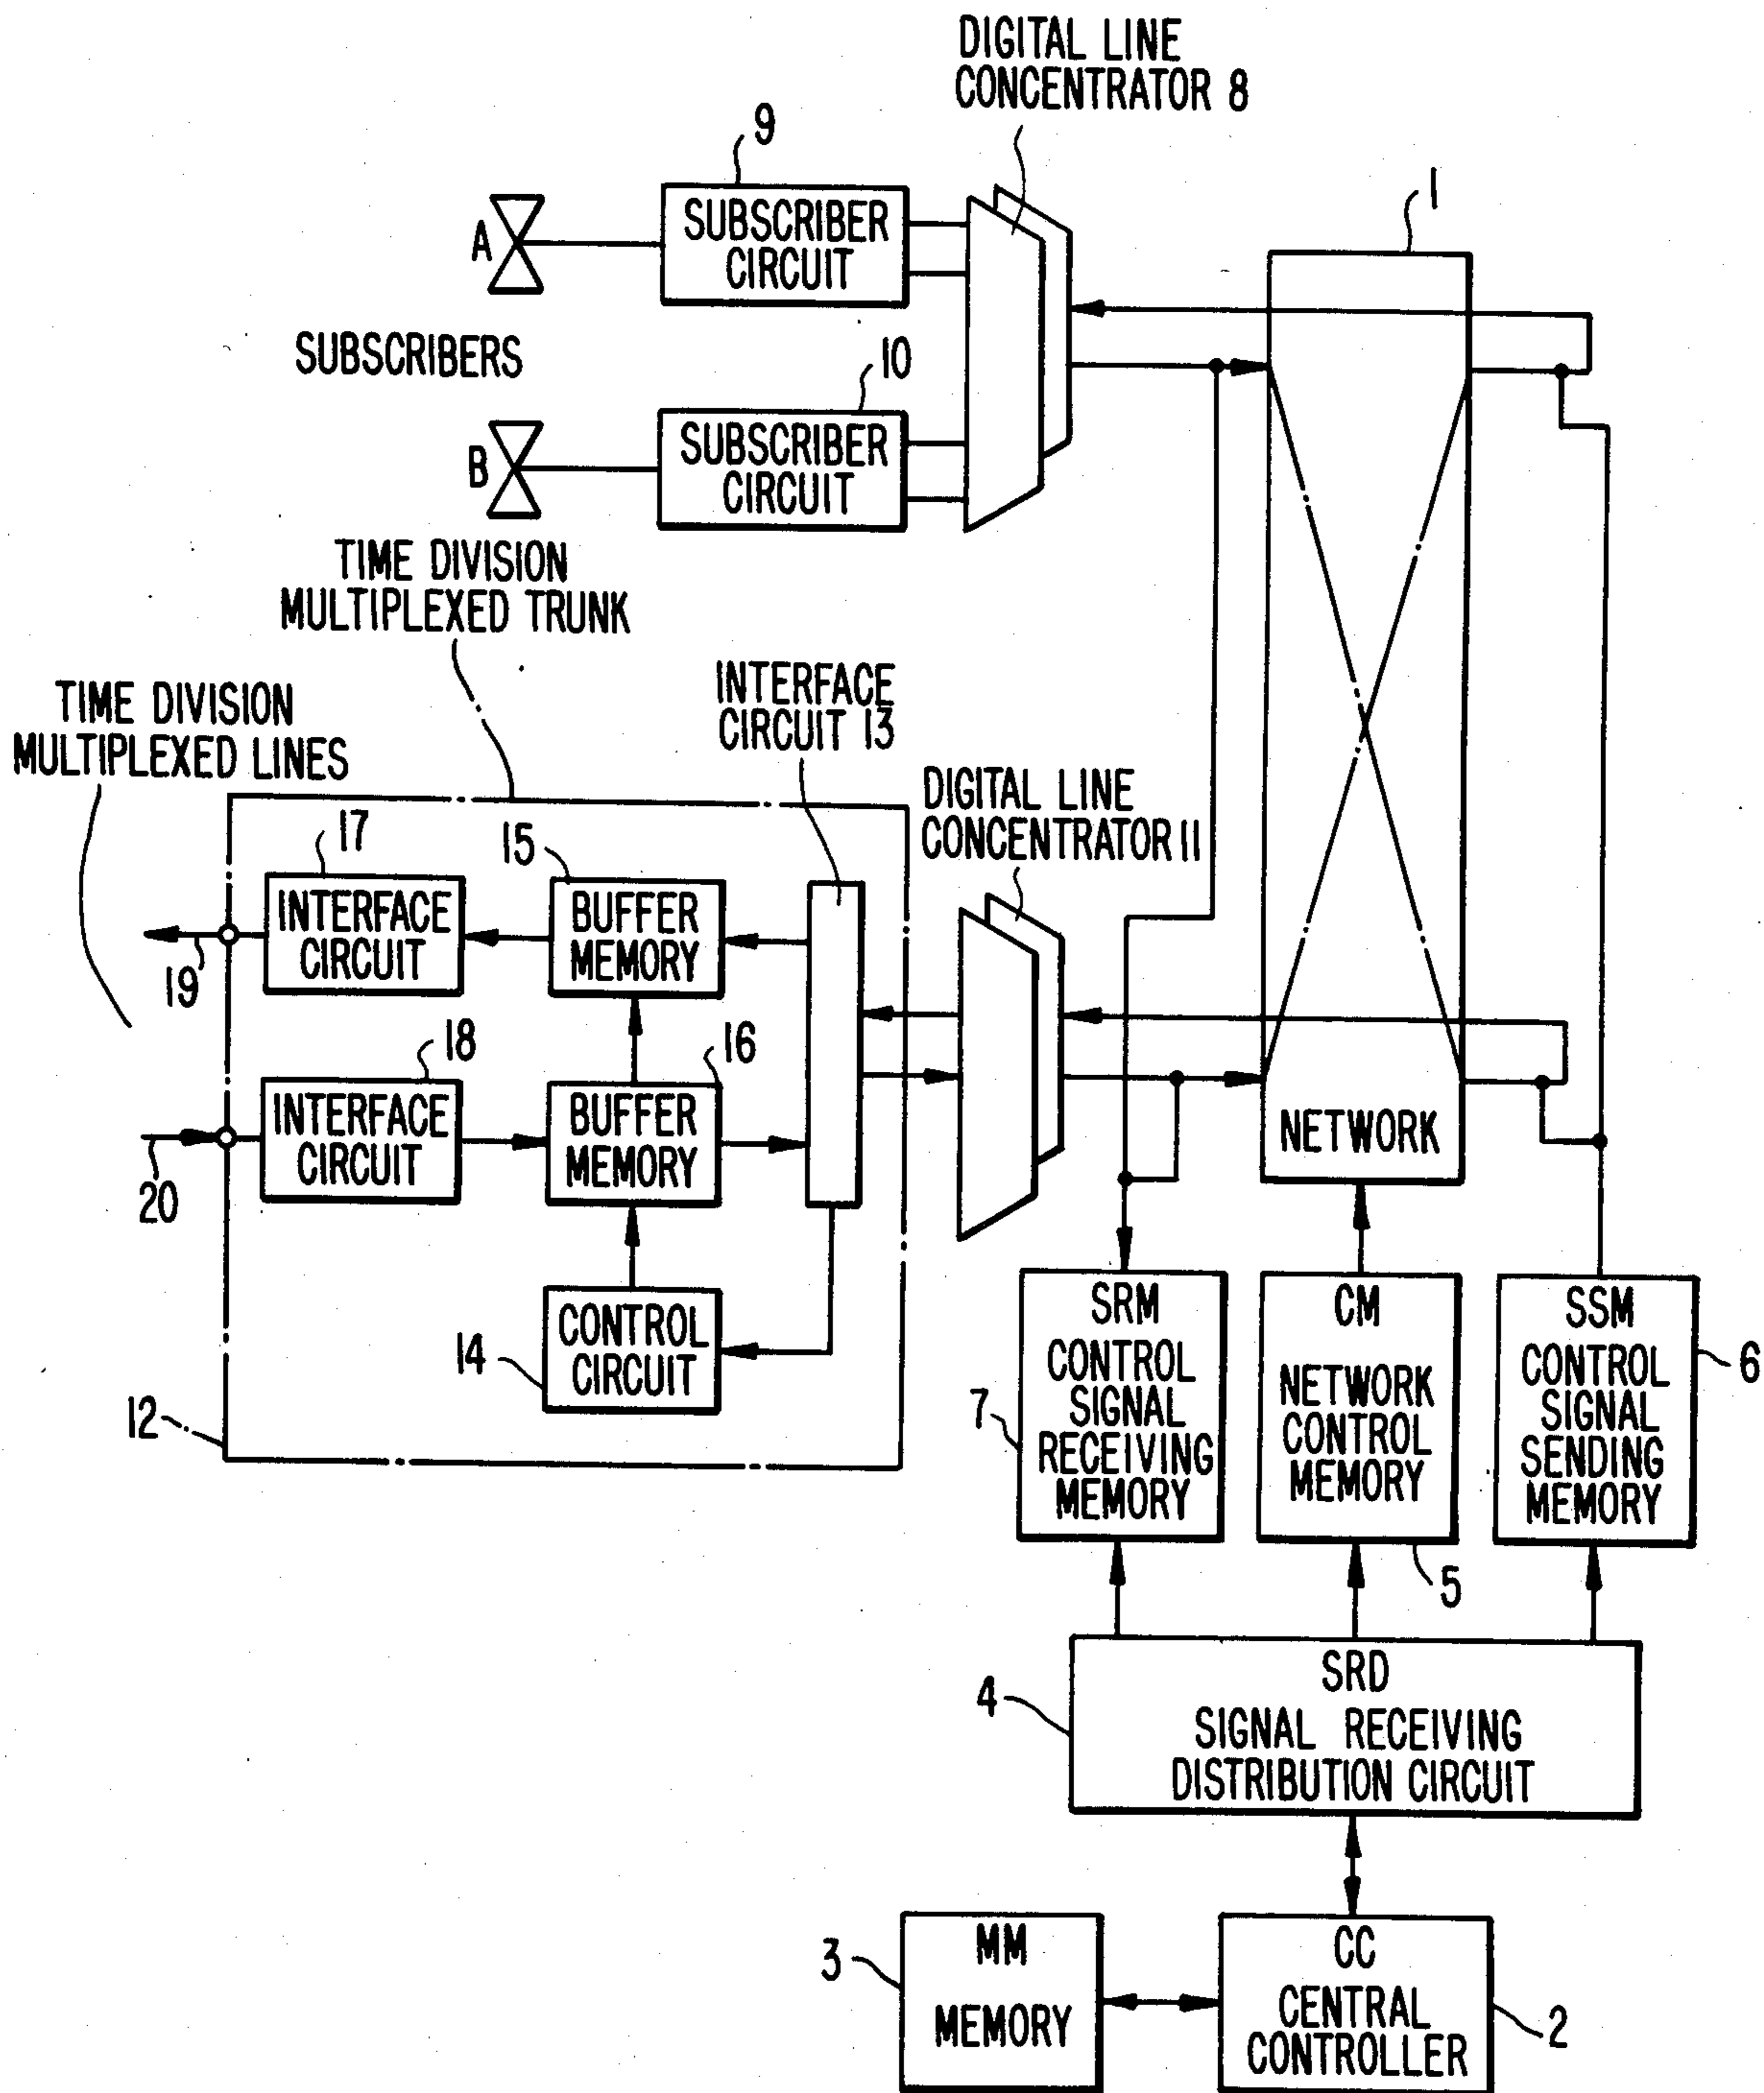 DIGITAL LINE
CONCENTRATOR 8
9
1
A
SUBSCRIBER
CIRCUIT
SUBSCRIBERS
10
B
SUBSCRIBER
CIRCUIT
TIME DIVISION
MULTIPLEXED TRUNK
TIME DIVISION
MULTIPLEXED LINES
INTERFACE
CIRCUIT 13
DIGITAL LINE
CONCENTRATOR 11
17
15
INTERFACE
CIRCUIT
BUFFER
MEMORY
19
18
16
INTERFACE
CIRCUIT
BUFFER
MEMORY
20
NETWORK
14
CONTROL
CIRCUIT
12
7
SRM
CONTROL
SIGNAL
RECEIVING
MEMORY
CM
NETWORK
CONTROL
MEMORY
5
SSM
CONTROL
SIGNAL
SENDING
MEMORY
6
4
SRD
SIGNAL RECEIVING
DISTRIBUTION CIRCUIT
3
MM
MEMORY
CC
CENTRAL
CONTROLLER
2